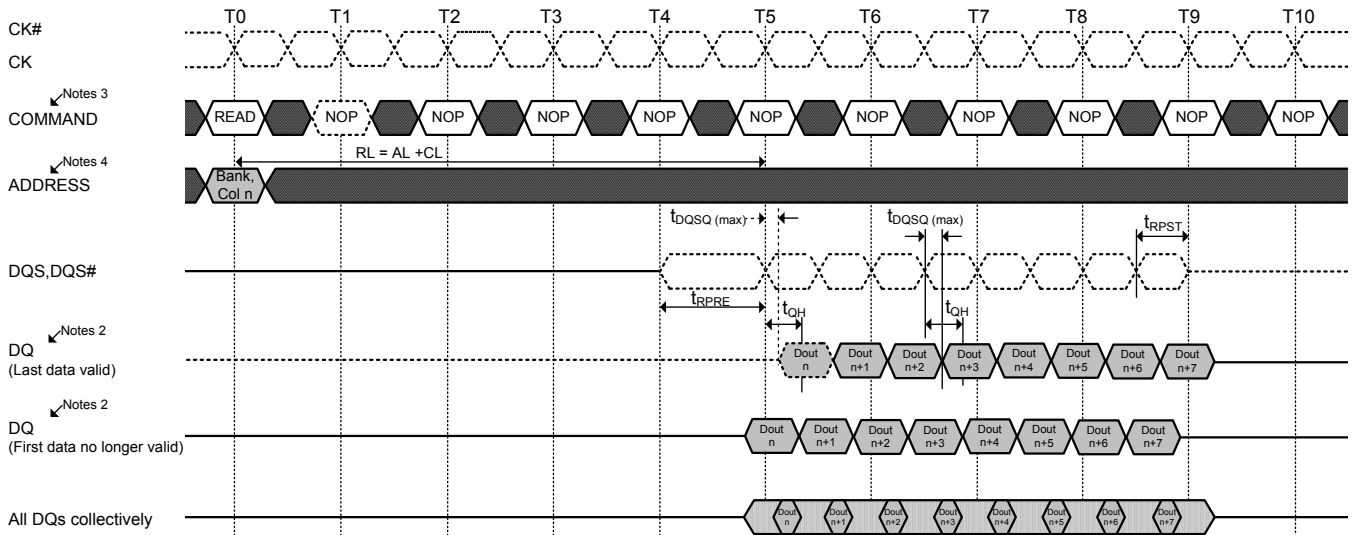 T0 T1 T2 T3 T4 T5 T6 T7 T8 T9 T10
CK#
CK
Notes 3
COMMAND READ NOP NOP NOP NOP NOP NOP NOP NOP NOP NOP
RL = AL +CL
Notes 4
ADDRESS
Bank,
Col n
tDQSQ (max) tDQSQ (max) tRPST
DQS,DQS#
tRPRE tQH tQH
Notes 2
DQ
(Last data valid)
Dout n Dout n+1 Dout n+2 Dout n+3 Dout n+4 Dout n+5 Dout n+6 Dout n+7
Notes 2
DQ
(First data no longer valid)
Dout n Dout n+1 Dout n+2 Dout n+3 Dout n+4 Dout n+5 Dout n+6 Dout n+7
All DQs collectively
Dout n Dout n+1 Dout n+2 Dout n+3 Dout n+4 Dout n+5 Dout n+6 Dout n+7